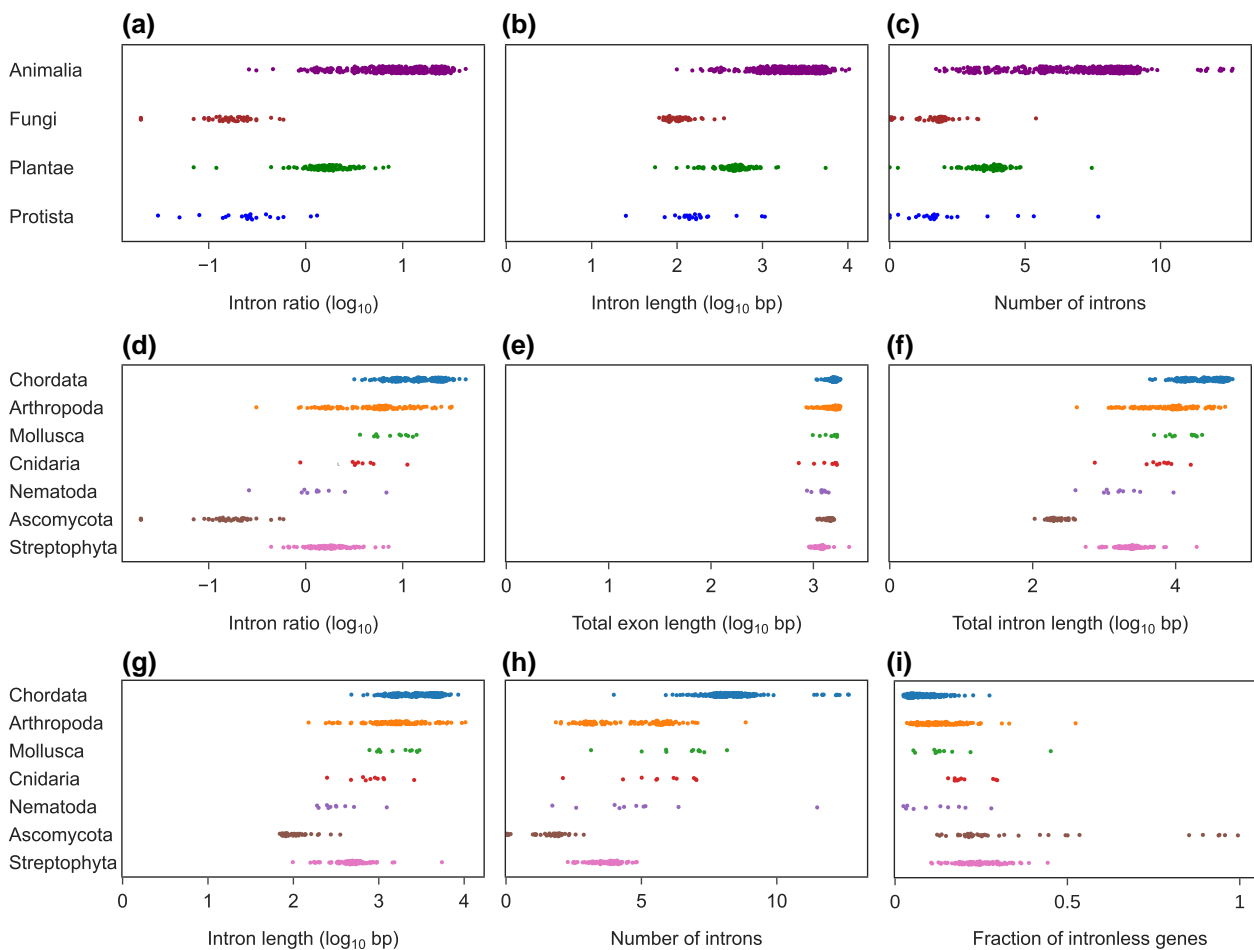 (a) (b) (c)
Animalia
Fungi
Plantae
Protista
−1 0 1 0 1 2 3 4 0 5 10
Intron ratio (log₁₀) Intron length (log₁₀ bp) Number of introns
(d) (e) (f)
Chordata
Arthropoda
Mollusca
Cnidaria
Nematoda
Ascomycota
Streptophyta
−1 0 1 0 1 2 3 0 2 4
Intron ratio (log₁₀) Total exon length (log₁₀ bp) Total intron length (log₁₀ bp)
(g) (h) (i)
Chordata
Arthropoda
Mollusca
Cnidaria
Nematoda
Ascomycota
Streptophyta
0 1 2 3 4 0 5 10 0 0.5 1
Intron length (log₁₀ bp) Number of introns Fraction of intronless genes